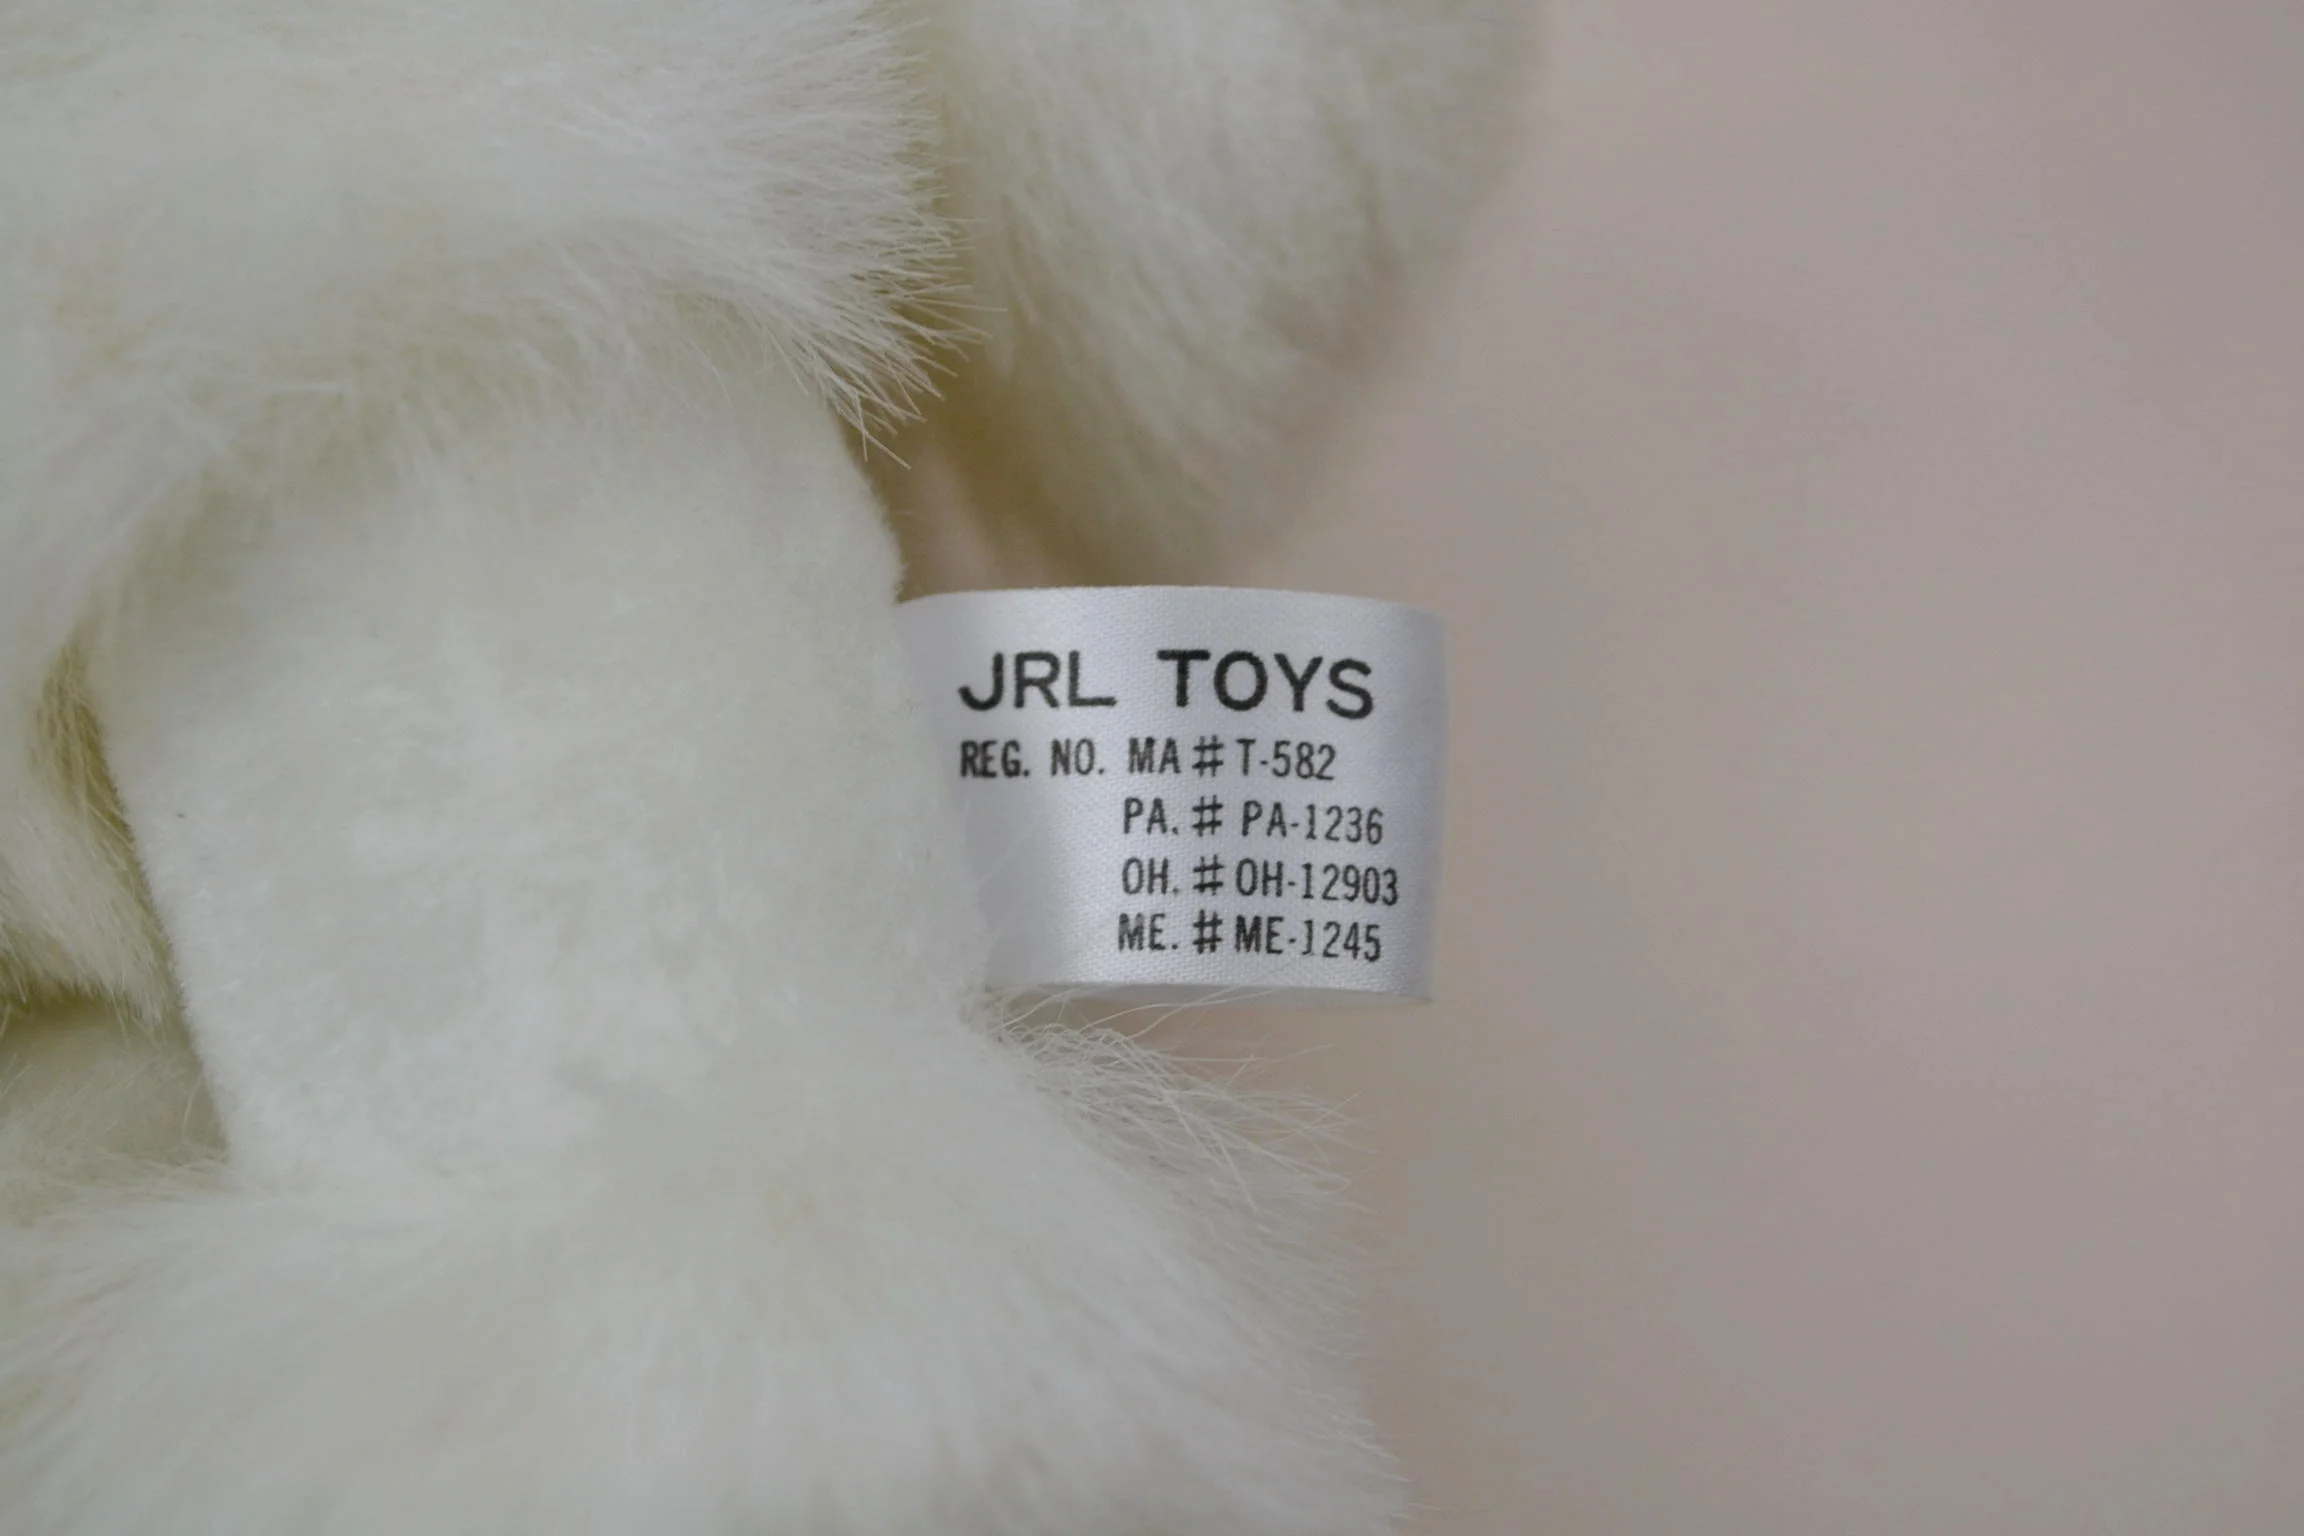 JRL TOYS
REG. NO. MA # T-582
PA. # PA-1236
OH. # OH-12903
ME. # ME-1245